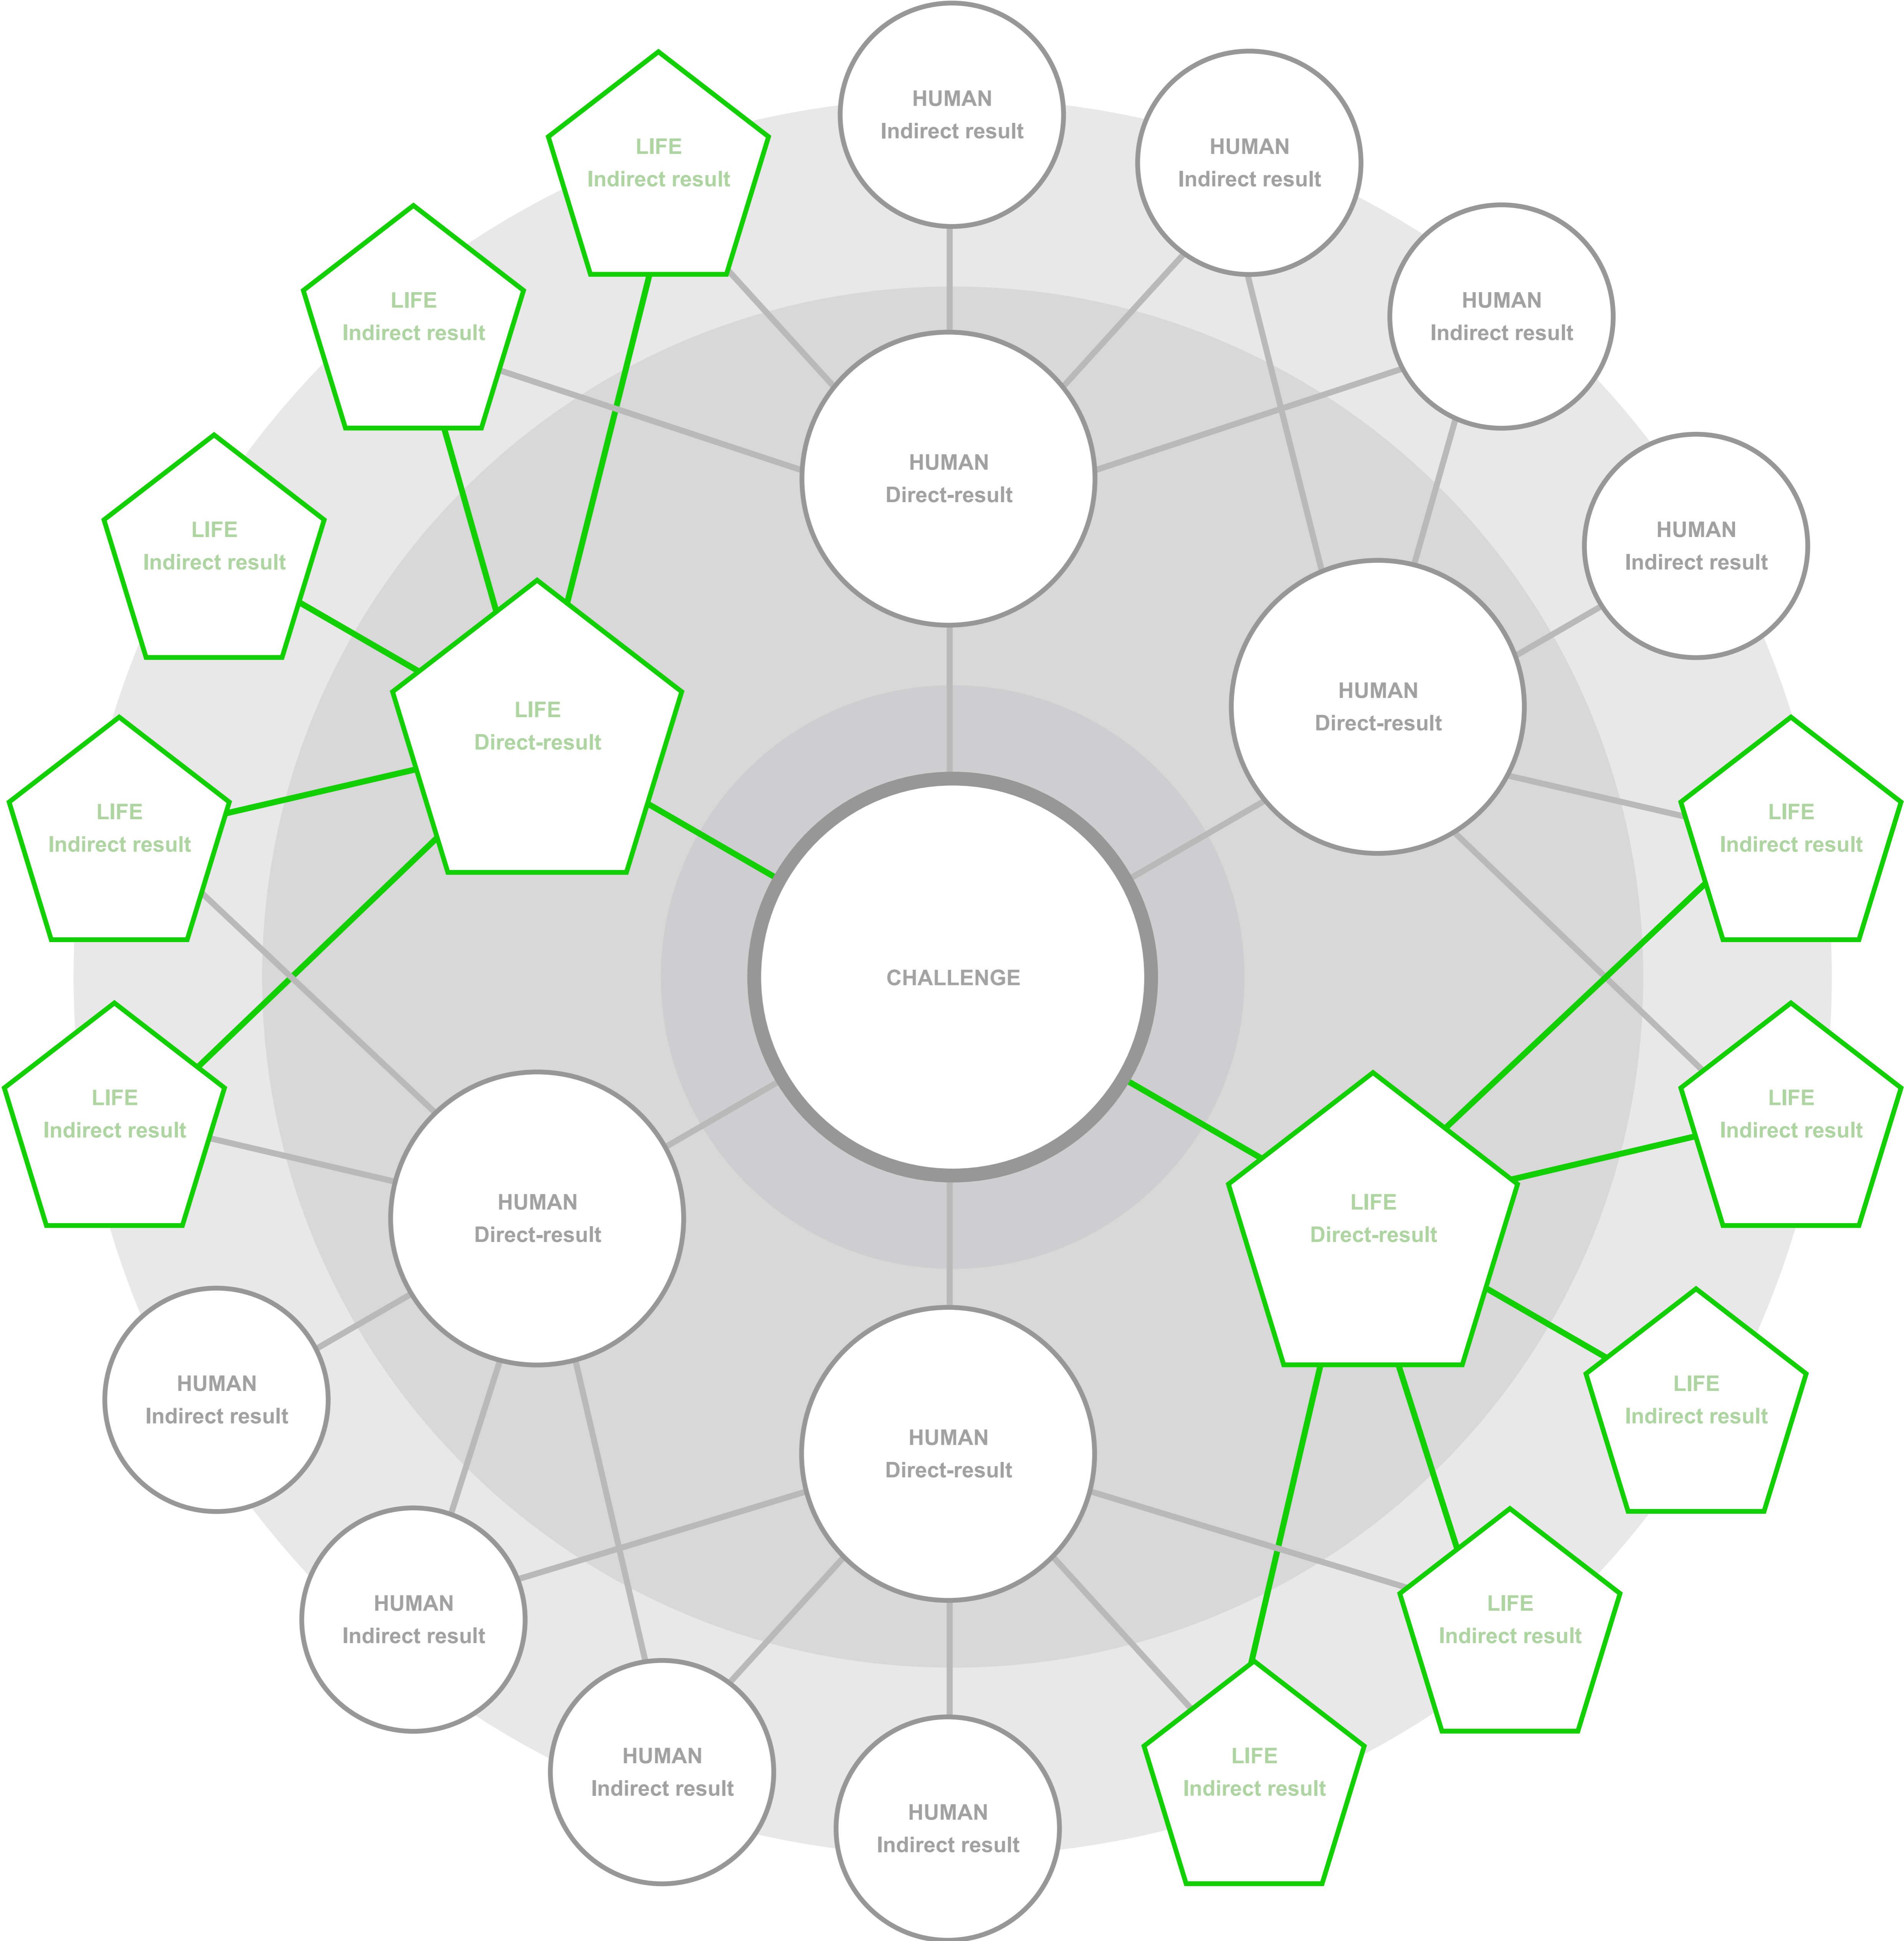 HUMAN
Indirect result
LIFE
Indirect result
HUMAN
Indirect result
LIFE
Indirect result
HUMAN
Indirect result
HUMAN
Direct-result
LIFE
Indirect result
HUMAN
Indirect result
HUMAN
Direct-result
LIFE
Direct-result
LIFE
Indirect result
LIFE
Indirect result
CHALLENGE
LIFE
Indirect result
LIFE
Indirect result
HUMAN
Direct-result
LIFE
Direct-result
HUMAN
Indirect result
LIFE
Indirect result
HUMAN
Direct-result
HUMAN
Indirect result
LIFE
Indirect result
HUMAN
Indirect result
LIFE
Indirect result
HUMAN
Indirect result